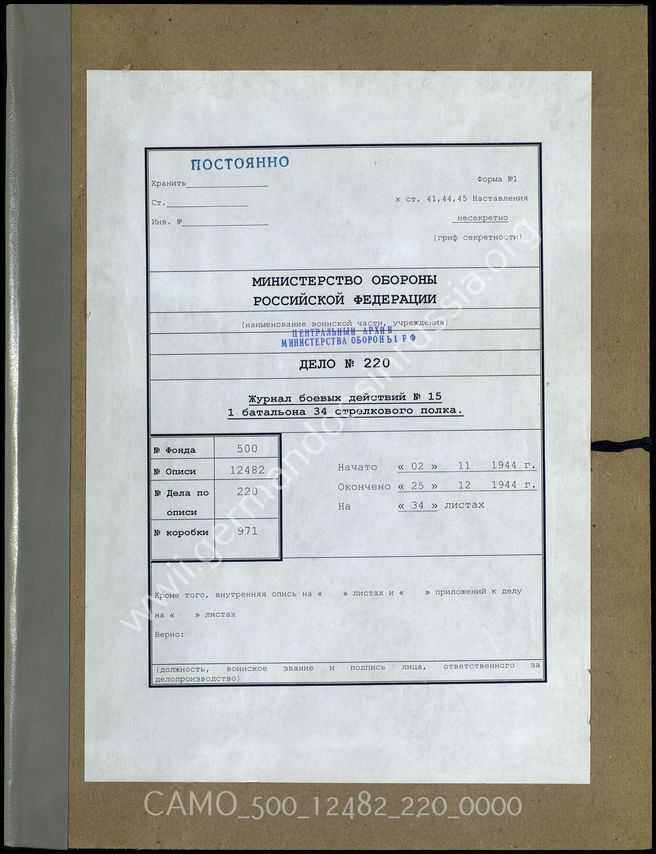 ПОСТОЯННО
Хранить
Форма №1
Ст.
к ст. 41,44,45 Наставления
Инв. №
несекретно
(гриф секретности)
МИНИСТЕРСТВО ОБОРОНЫ
РОССИЙСКОЙ ФЕДЕРАЦИИ
(наименование воинской части, учреждения)
ЦЕНТРАЛЬНЫЙ АРХИВ
МИНИСТЕРСТВА ОБОРОНЫ РФ
ДЕЛО № 220
Журнал боевых действий № 15
1 батальона 34 стрелкового полка.
№ Фонда 500
№ Описи 12482
№ Дела по описи 220
№ коробки 971
Начато « 02 » 11 1944 г.
Окончено « 25 » 12 1944 г.
На « 34 » листах
Кроме того, внутренняя опись на « » листах и « » приложений к делу
на « » листах
Верно:
(должность, воинское звание и подпись лица, ответственного за
делопроизводство)
www.germandocsinrussia.org
CAMO_500_12482_220_0000